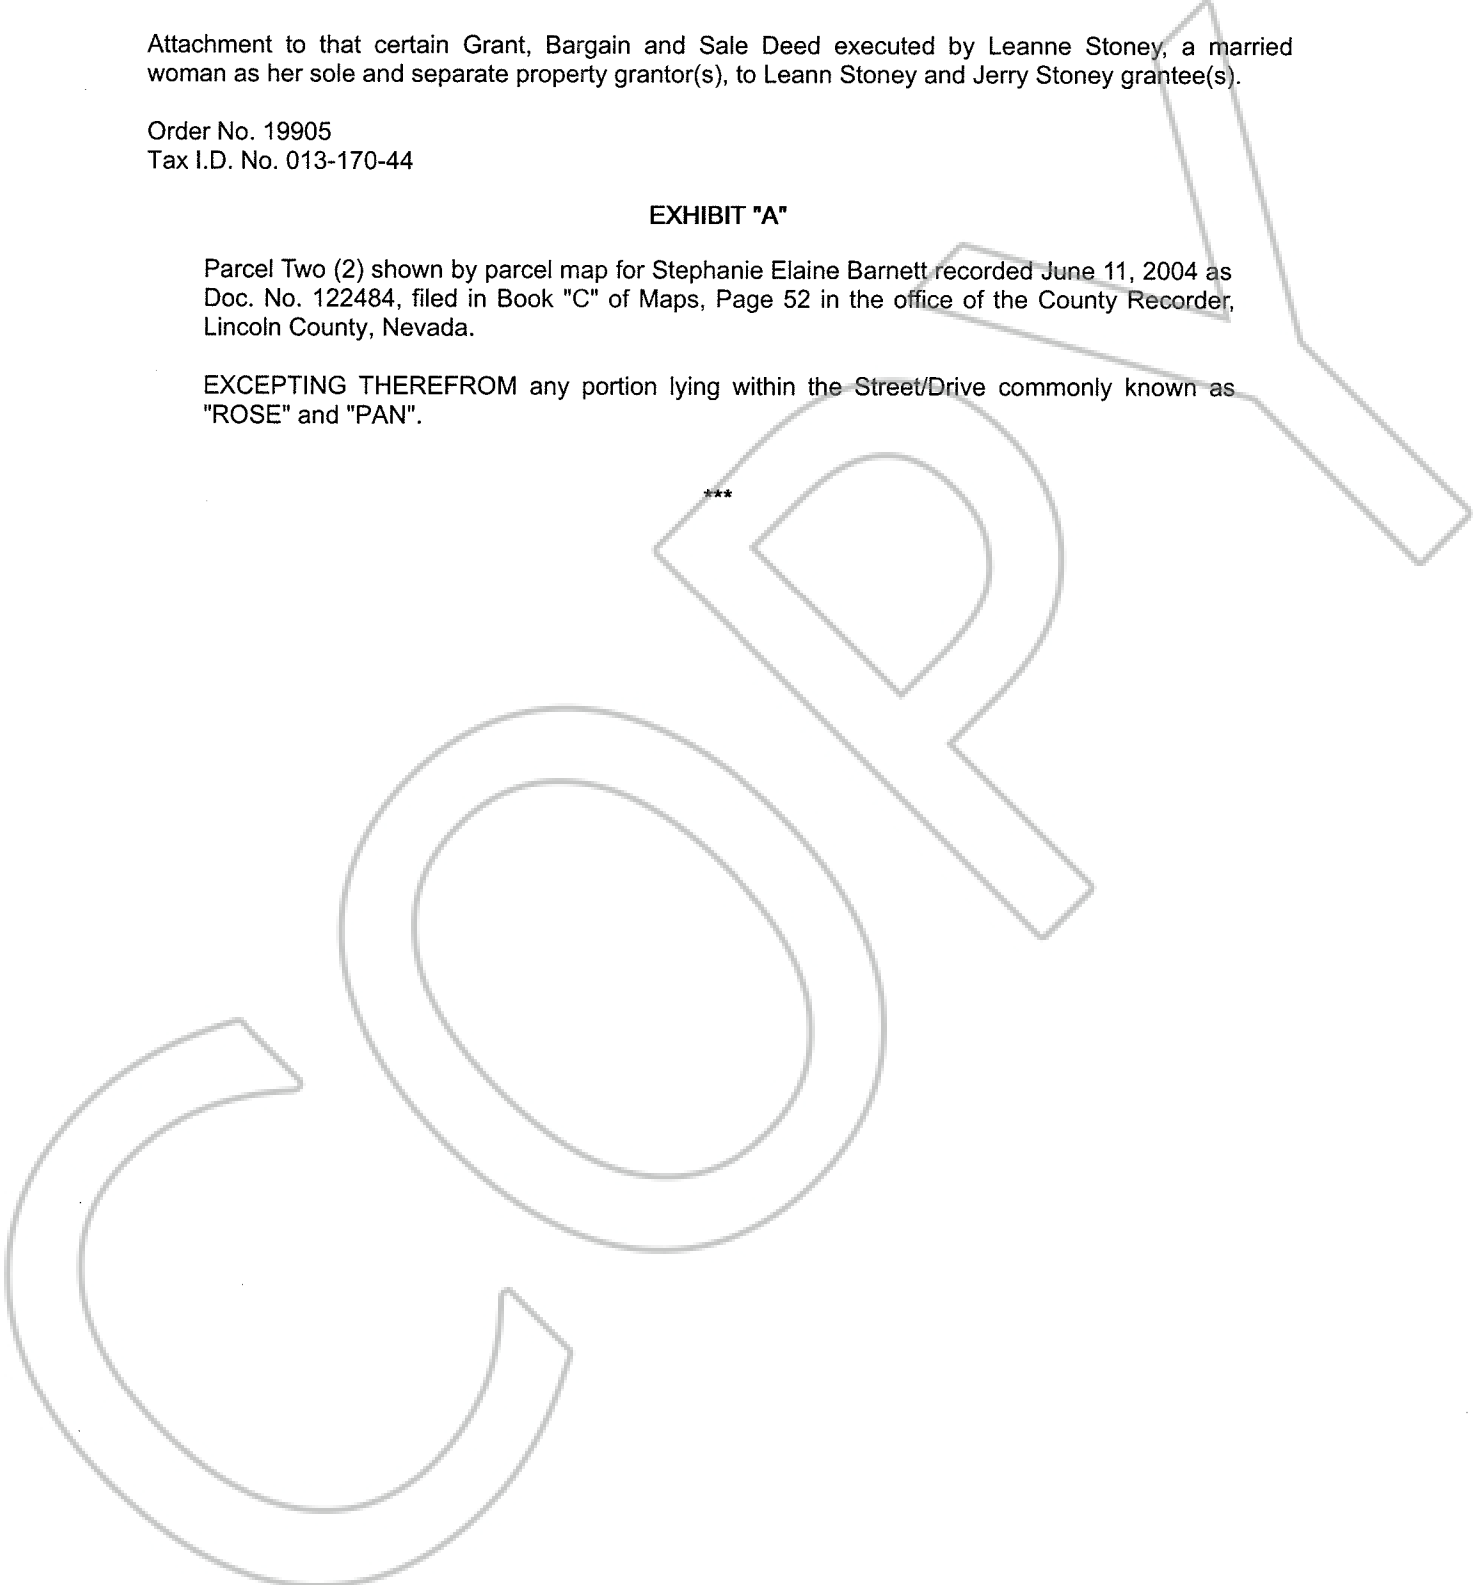 Attachment to that certain Grant, Bargain and Sale Deed executed by Leanne Stoney, a married
woman as her sole and separate property grantor(s), to Leann Stoney and Jerry Stoney grantee(s).
Order No. 19905
Tax I.D. No. 013-170-44
EXHIBIT "A"
Parcel Two (2) shown by parcel map for Stephanie Elaine Barnett recorded June 11, 2004 as
Doc. No. 122484, filed in Book "C" of Maps, Page 52 in the office of the County Recorder,
Lincoln County, Nevada.
EXCEPTING THEREFROM any portion lying within the Street/Drive commonly known as
"ROSE" and "PAN".
***
COPY